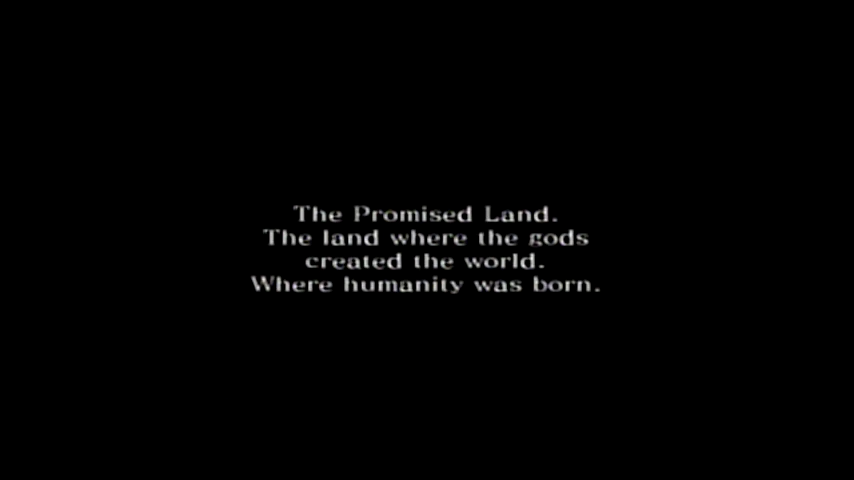 The Promised Land.
The land where the gods
created the world.
Where humanity was born.